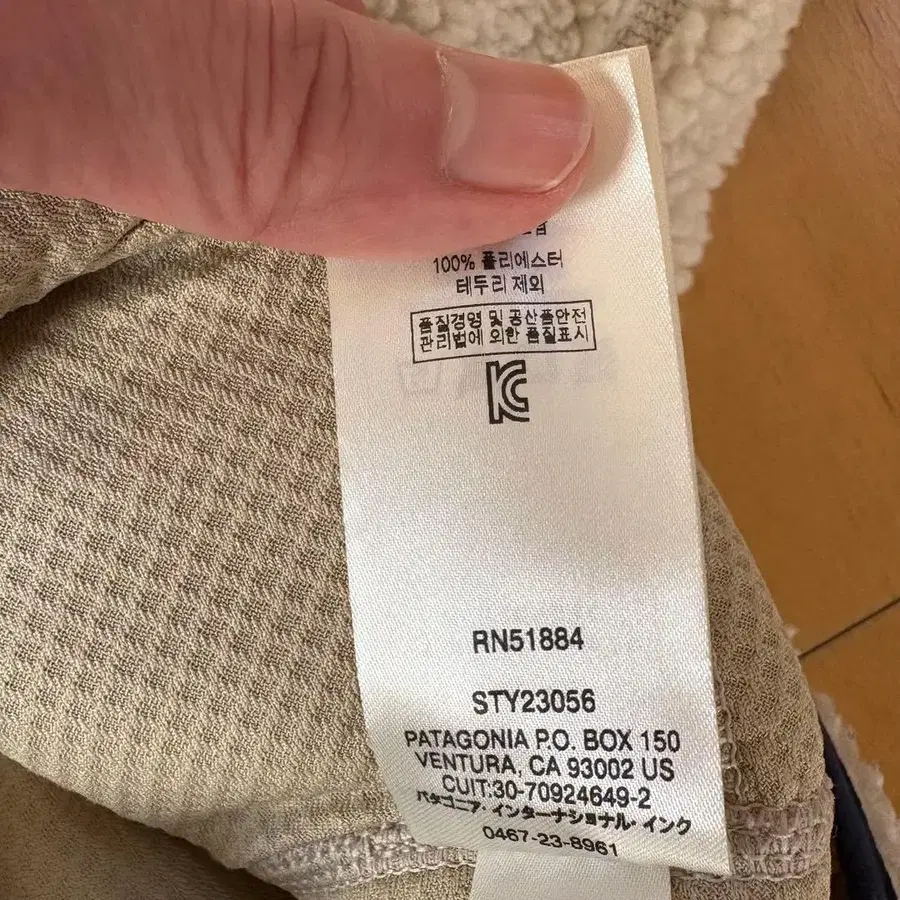 100% 폴리에스터
테두리 제외
품질경영 및 공산품안전
관리법에 의한 품질표시
KC
RN51884
STY23056
PATAGONIA P.O. BOX 150
VENTURA, CA 93002 US
CUIT:30-70924649-2
パタゴニア・インターナショナル・インク
0467-23-8961